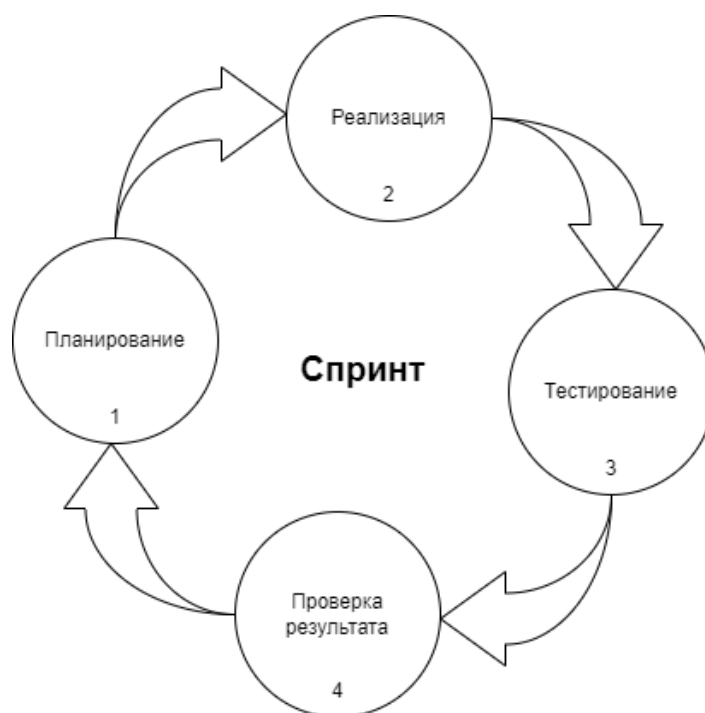 Реализация
2
Планирование
1
Спринт
Тестирование
3
Проверка
результата
4